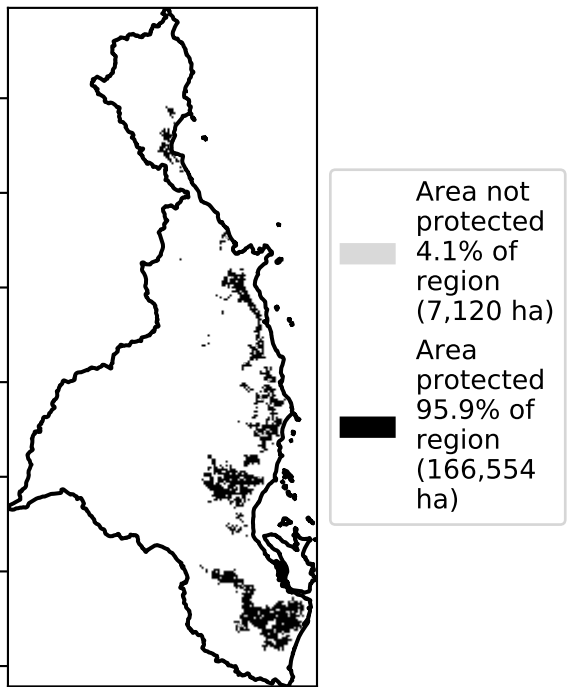 Area not
protected
4.1% of
region
(7,120 ha)
Area
protected
95.9% of
region
(166,554
ha)